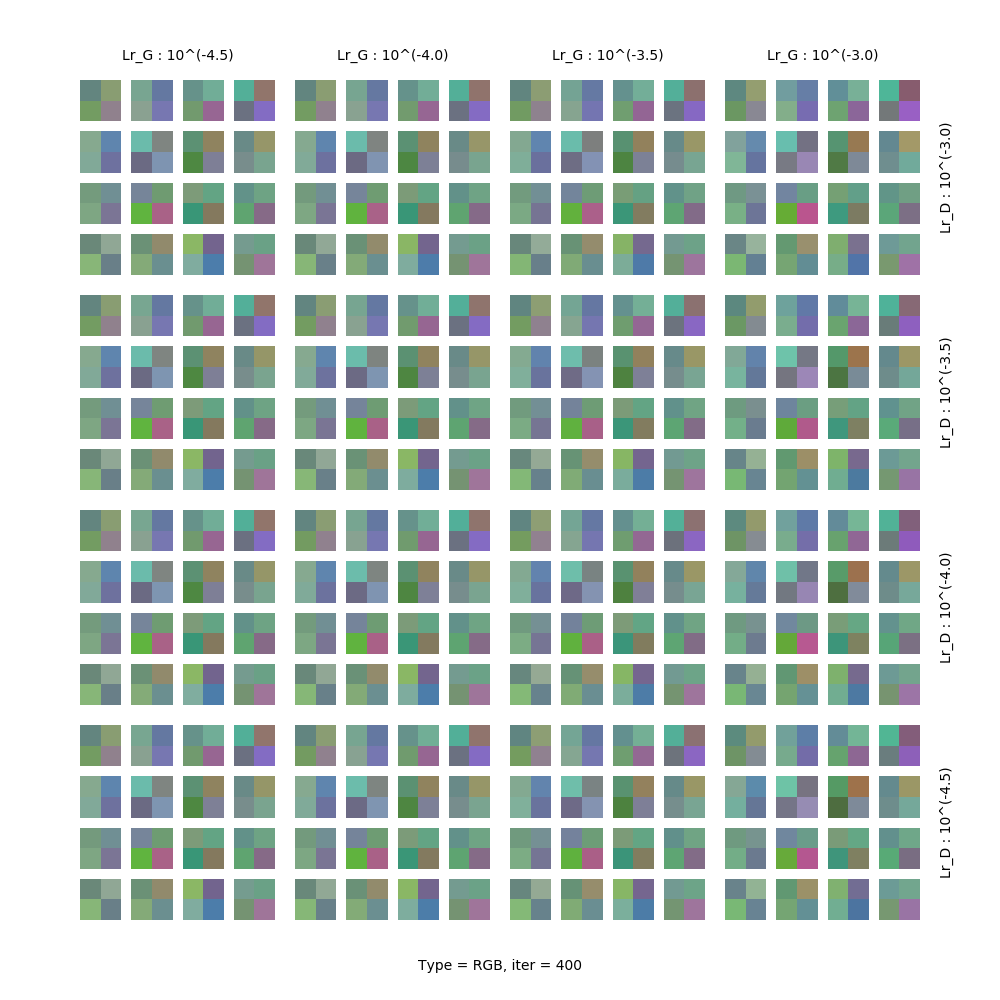 Lr_G : 10^(-4.5)
Lr_G : 10^(-4.0)
Lr_G : 10^(-3.5)
Lr_G : 10^(-3.0)
Lr_D : 10^(-3.0)
Lr_D : 10^(-3.5)
Lr_D : 10^(-4.0)
Lr_D : 10^(-4.5)
Type = RGB, iter = 400